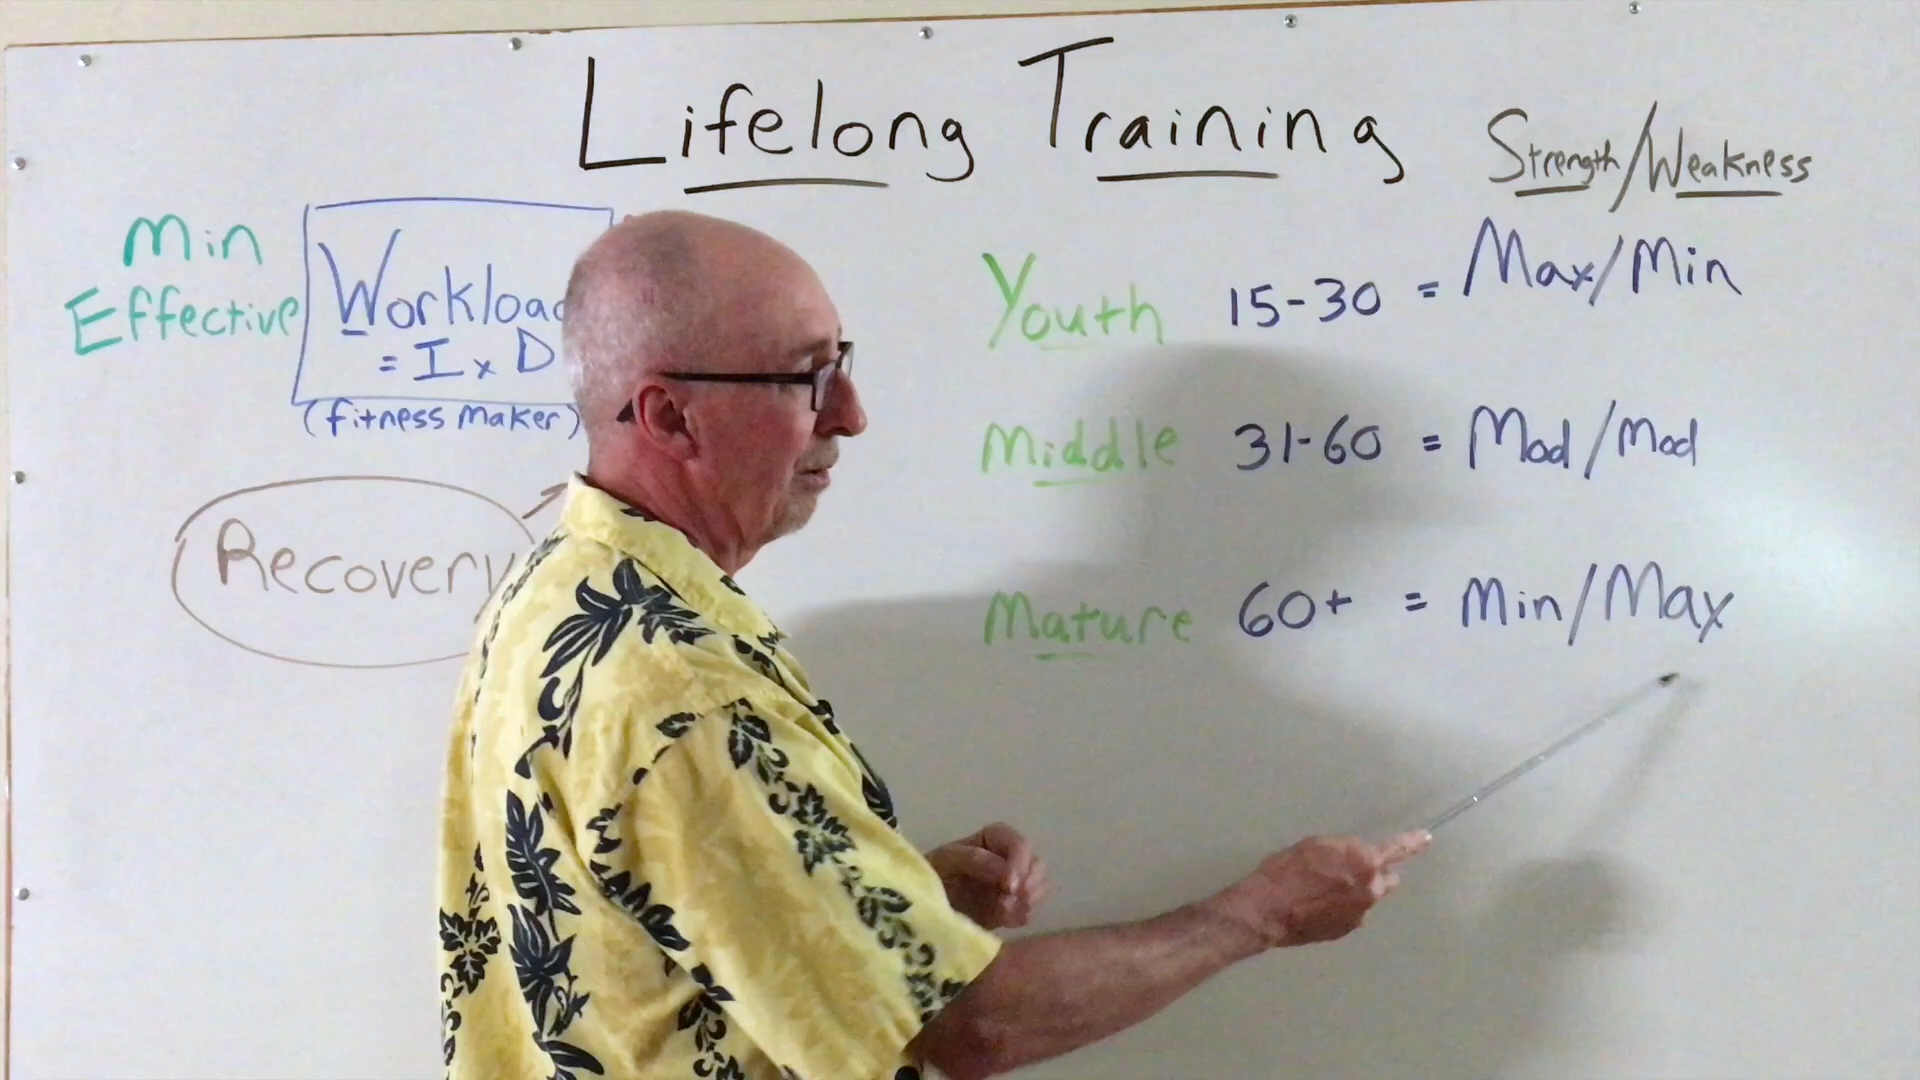 Lifelong Training
Strength/Weakness
Min
Effective
Workload
= I x D
(fitness maker)
Recovery
Youth 15-30 = Max/Min
Middle 31-60 = Mod/Mod
Mature 60+ = Min/Max